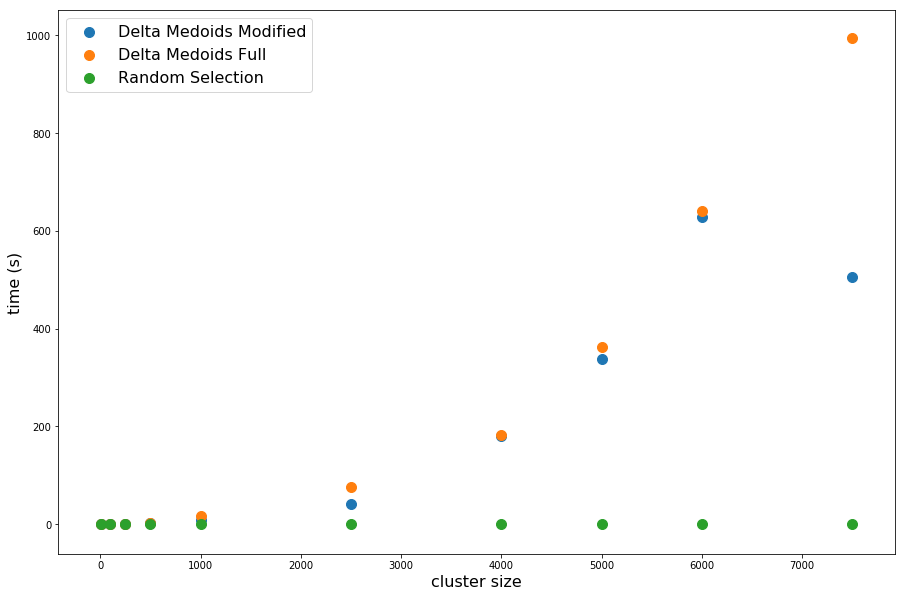 Delta Medoids Modified
Delta Medoids Full
Random Selection
1000
800
600
400
200
0
time (s)
0 1000 2000 3000 4000 5000 6000 7000
cluster size